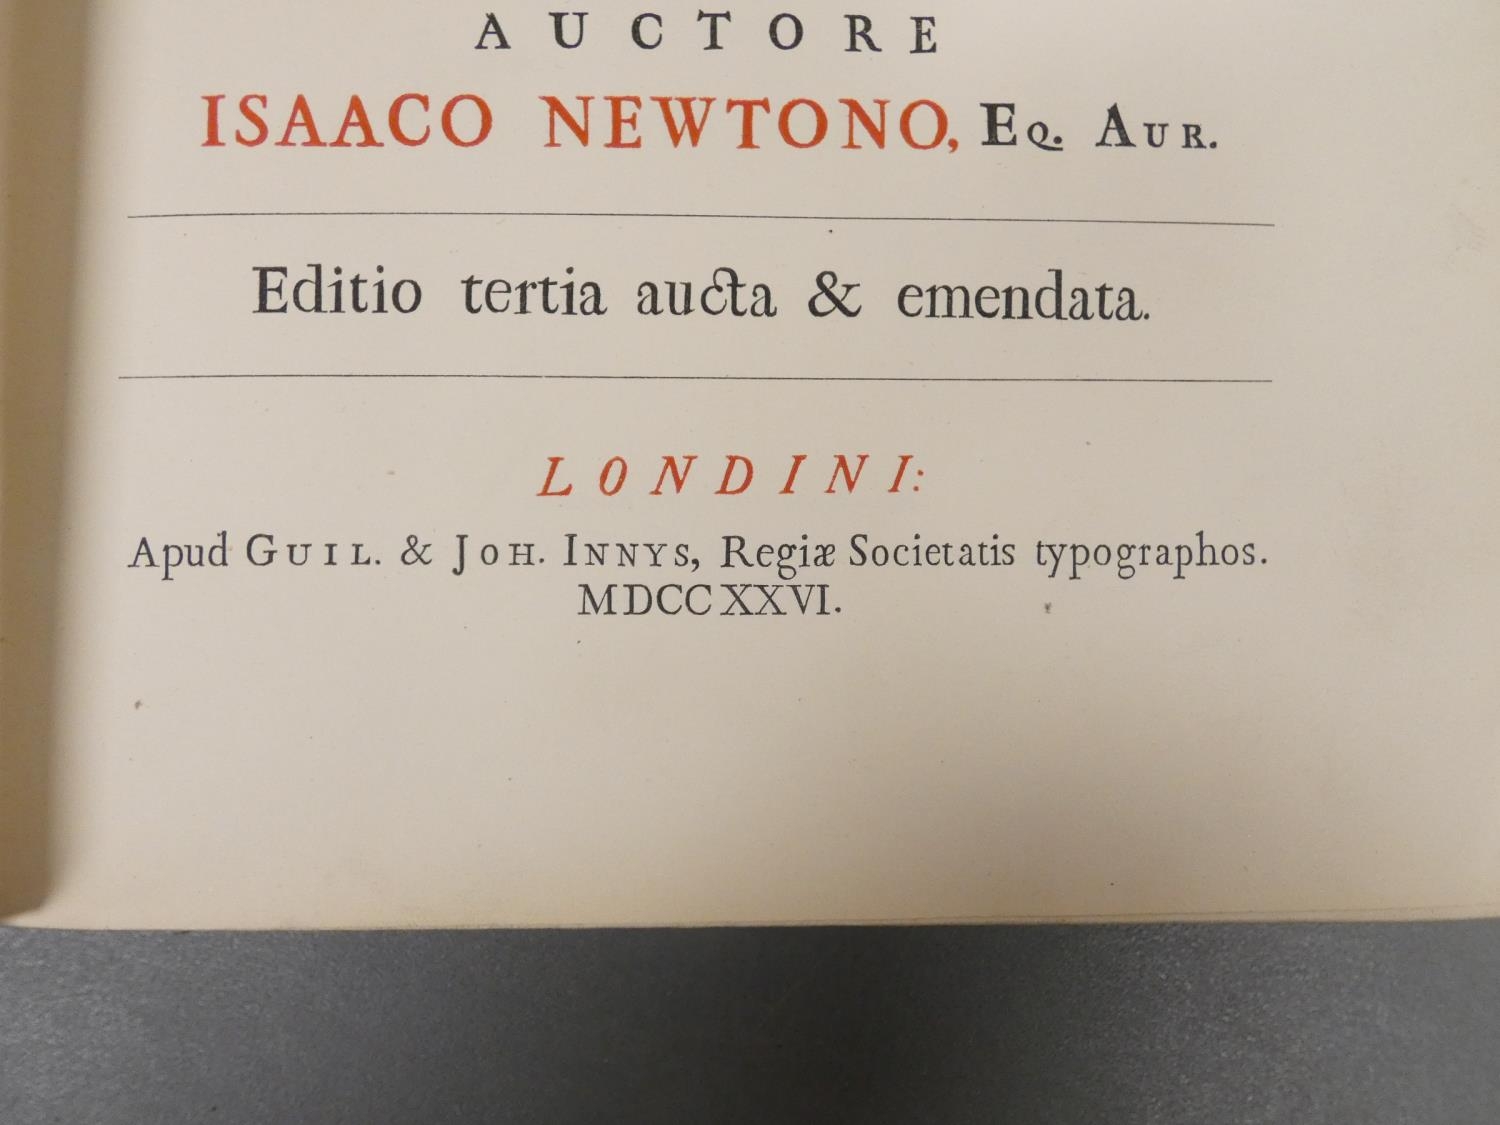 AUCTORE
ISAACO NEWTONO, EQ. AUR.
Editio tertia aucta & emendata.
LONDINI:
Apud GUIL. & JOH. INNYS, Regiæ Societatis typographos.
MDCCXXVI.